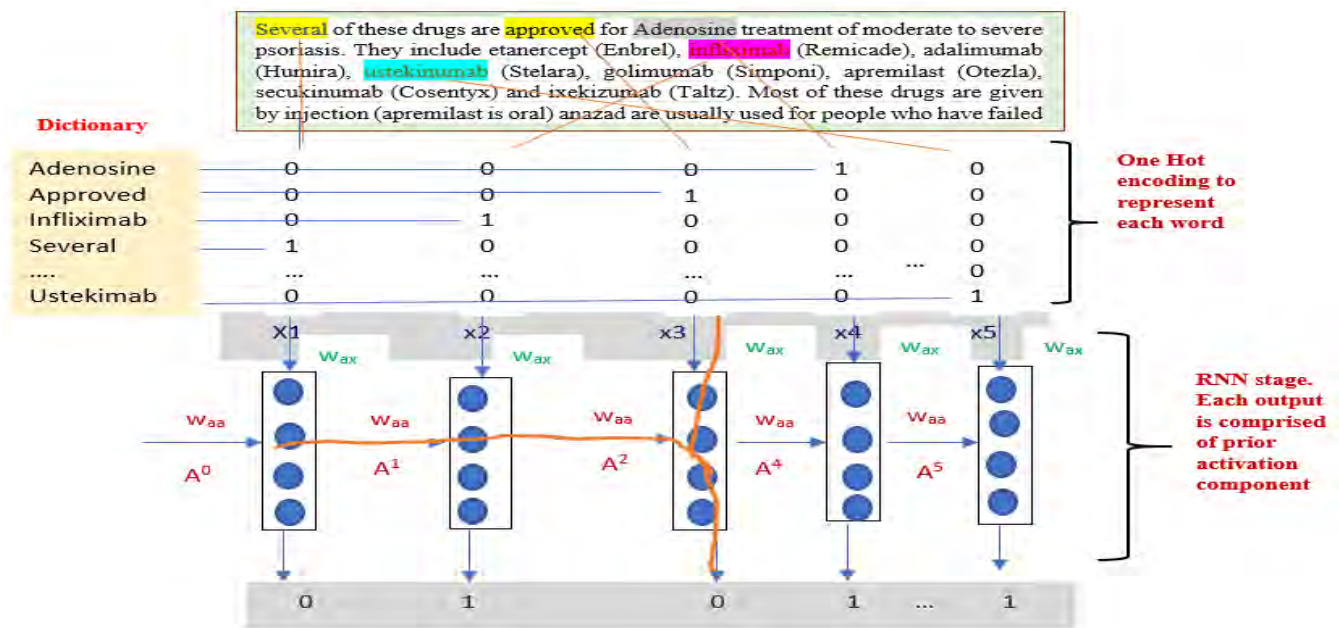 Several of these drugs are approved for Adenosine treatment of moderate to severe
psoriasis. They include etanercept (Enbrel), infliximab (Remicade), adalimumab
(Humira), ustekinumab (Stelara), golimumab (Simponi), apremilast (Otezla),
secukinumab (Cosentyx) and ixekizumab (Taltz). Most of these drugs are given
by injection (apremilast is oral) anazad are usually used for people who have failed
Dictionary
Adenosine 0 0 0 1 0
Approved 0 0 1 0 0
Infliximab 0 1 0 0 0
Several 1 0 0 0 0
.... ... ... ... ... ... 0
Ustekimab 0 0 0 0 1
One Hot
encoding to
represent
each word
X1 x2 x3 x4 x5
wax wax wax wax wax
waa waa waa waa waa
A0 A1 A2 A4 A5
RNN stage.
Each output
is comprised
of prior
activation
component
0 1 0 1 ... 1